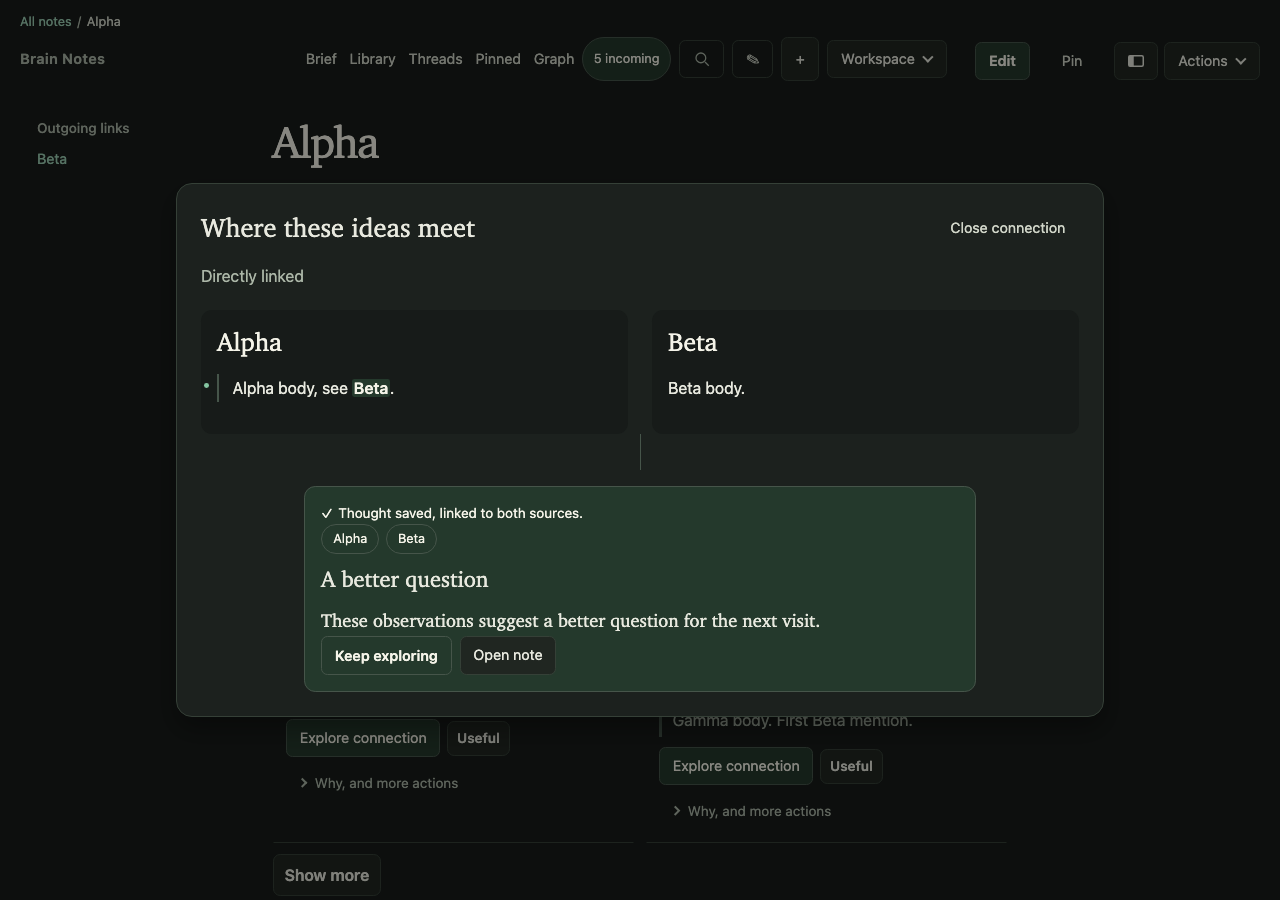 All notes / Alpha
Brain Notes
Brief Library Threads Pinned Graph 5 incoming + Workspace Edit Pin Actions
Outgoing links
Beta
Alpha
Where these ideas meet
Close connection
Directly linked
Alpha
Alpha body, see Beta.
Beta
Beta body.
✓ Thought saved, linked to both sources.
Alpha Beta
A better question
These observations suggest a better question for the next visit.
Keep exploring Open note
Explore connection Useful
Why, and more actions
Gamma body. First Beta mention.
Explore connection Useful
Why, and more actions
Show more